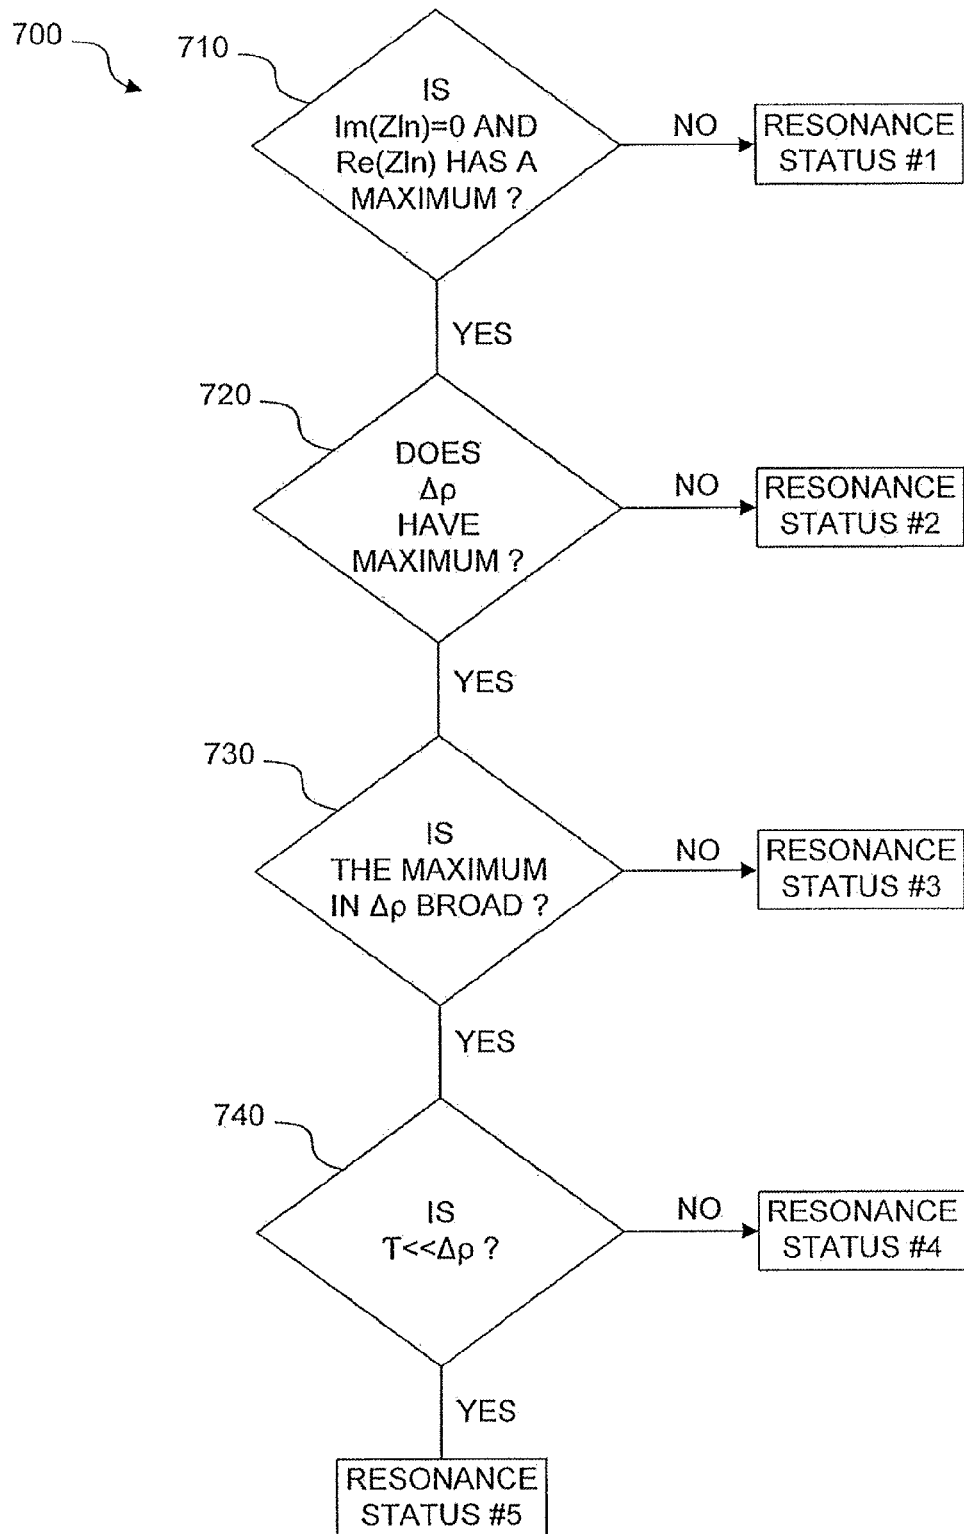 700
710
IS
Im(ZIn)=0 AND
Re(ZIn) HAS A
MAXIMUM ?
NO
RESONANCE
STATUS #1
YES
720
DOES
Δρ
HAVE
MAXIMUM ?
NO
RESONANCE
STATUS #2
YES
730
IS
THE MAXIMUM
IN Δρ BROAD ?
NO
RESONANCE
STATUS #3
YES
740
IS
T<<Δρ ?
NO
RESONANCE
STATUS #4
YES
RESONANCE
STATUS #5